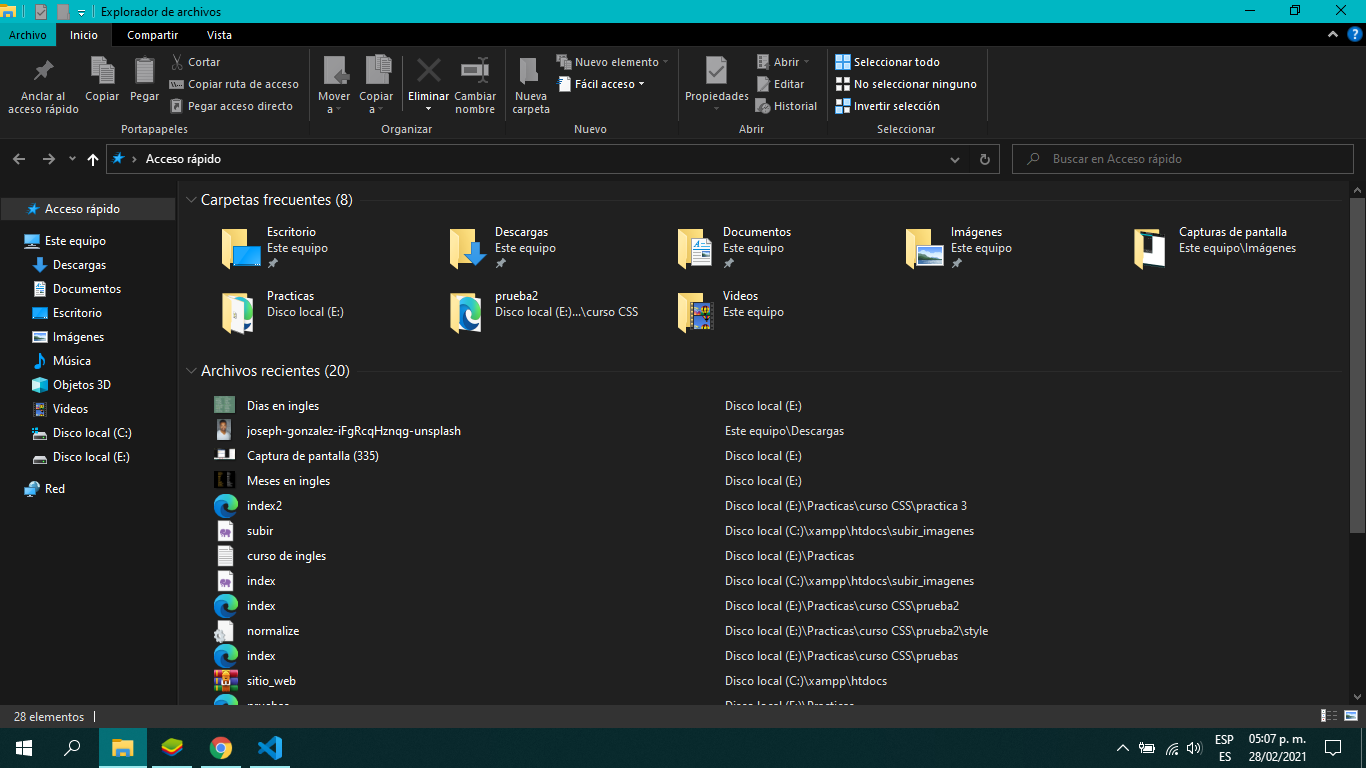 Explorador de archivos
Archivo Inicio Compartir Vista
Anclar al acceso rápido
Copiar
Pegar
Cortar
Copiar ruta de acceso
Pegar acceso directo
Portapapeles
Mover a
Copiar a
Eliminar
Cambiar nombre
Organizar
Nueva carpeta
Nuevo elemento
Fácil acceso
Nuevo
Propiedades
Abrir
Editar
Historial
Abrir
Seleccionar todo
No seleccionar ninguno
Invertir selección
Seleccionar
Acceso rápido
Buscar en Acceso rápido
Acceso rápido
Este equipo
Descargas
Documentos
Escritorio
Imágenes
Música
Objetos 3D
Videos
Disco local (C:)
Disco local (E:)
Red
Carpetas frecuentes (8)
Escritorio
Este equipo
Descargas
Este equipo
Documentos
Este equipo
Imágenes
Este equipo
Capturas de pantalla
Este equipo\Imágenes
Practicas
Disco local (E:)
prueba2
Disco local (E:)...\curso CSS
Videos
Este equipo
Archivos recientes (20)
Dias en ingles Disco local (E:)
joseph-gonzalez-iFgRcqHznqg-unsplash Este equipo\Descargas
Captura de pantalla (335) Disco local (E:)
Meses en ingles Disco local (E:)
index2 Disco local (E:)\Practicas\curso CSS\practica 3
subir Disco local (C:)\xampp\htdocs\subir_imagenes
curso de ingles Disco local (E:)\Practicas
index Disco local (C:)\xampp\htdocs\subir_imagenes
index Disco local (E:)\Practicas\curso CSS\prueba2
normalize Disco local (E:)\Practicas\curso CSS\prueba2\style
index Disco local (E:)\Practicas\curso CSS\pruebas
sitio_web Disco local (C:)\xampp\htdocs
Disco local (E:)\Practicas
28 elementos
ESP
ES
05:07 p. m.
28/02/2021